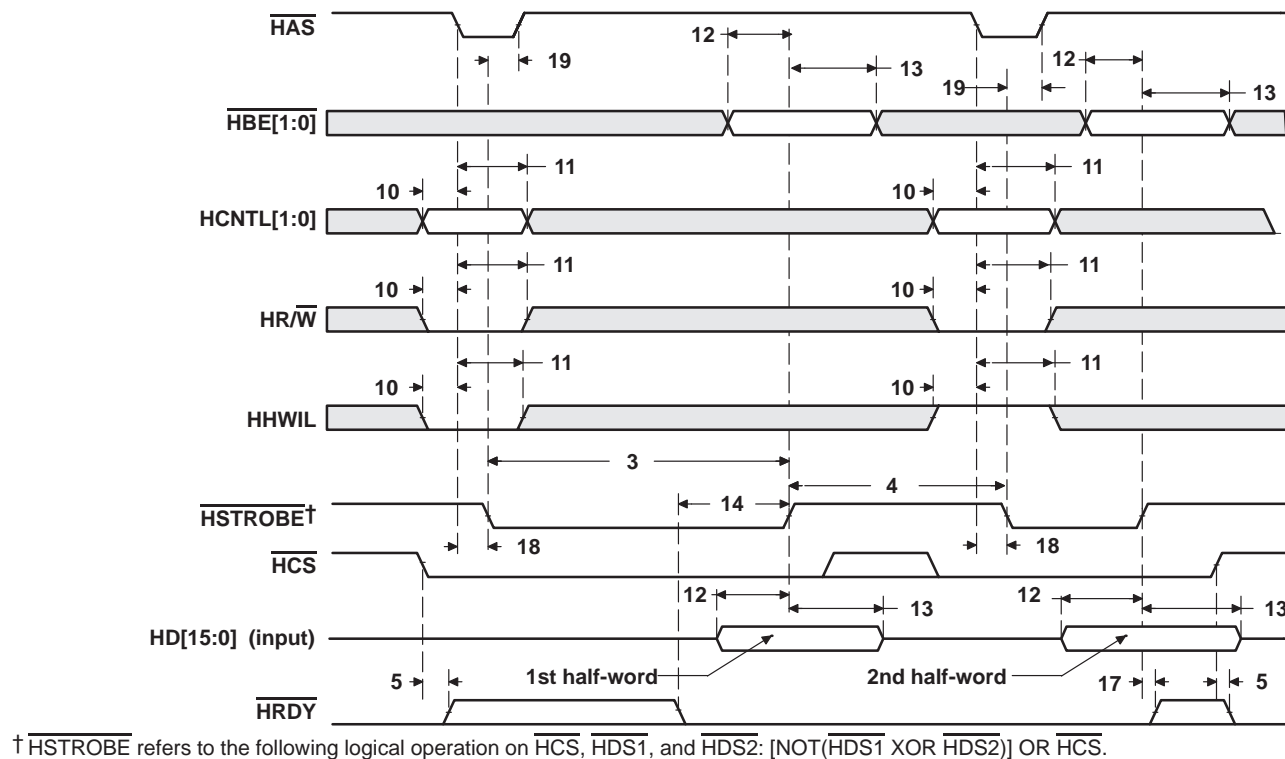 HAS
12
12
19
13
19
13
HBE[1:0]
11
11
10
10
HCNTL[1:0]
11
11
10
10
HR/W
11
11
10
10
HHWIL
3
4
14
HSTROBE†
18
18
HCS
12
13
12
13
HD[15:0] (input)
1st half-word
2nd half-word
5
17
5
HRDY
† HSTROBE refers to the following logical operation on HCS, HDS1, and HDS2: [NOT(HDS1 XOR HDS2)] OR HCS.